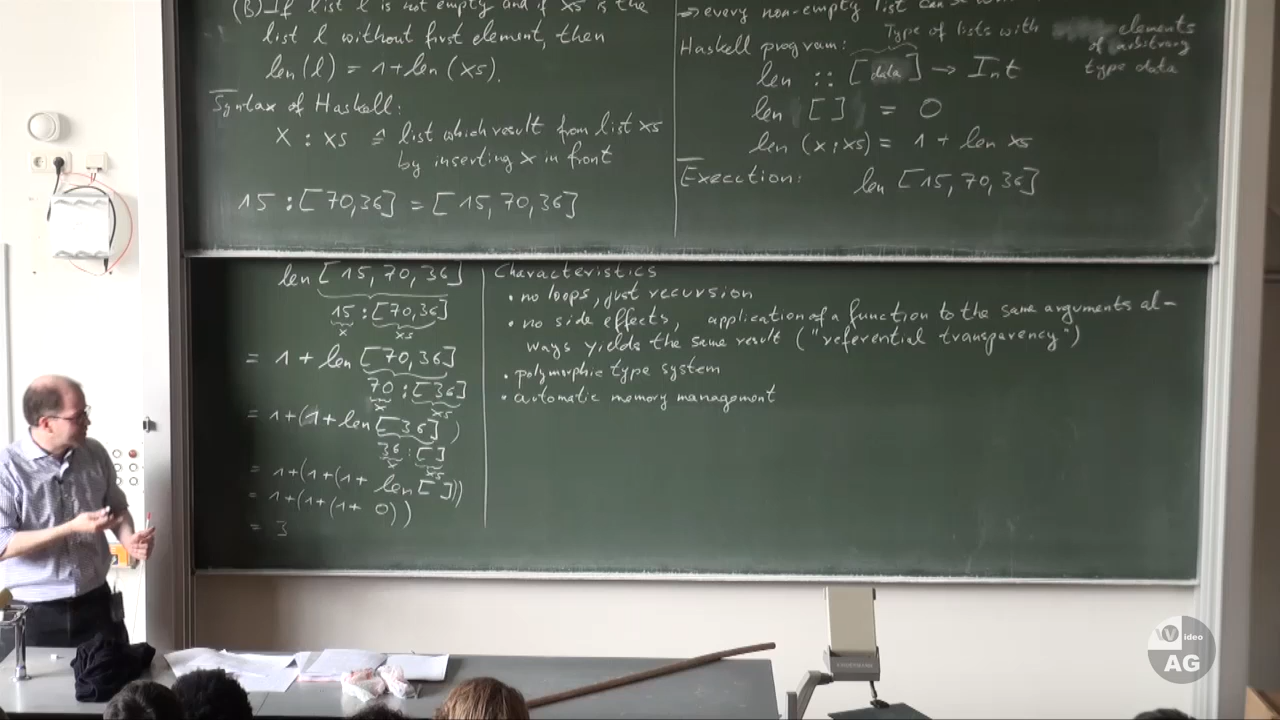 (B) If list l is not empty and if xs is the
list l without first element, then
len(l) = 1+len(xs).
Syntax of Haskell:
x : xs ≙ list which result from list xs
by inserting x in front
15 : [70,36] = [15, 70, 36]
⇒ every non-empty list can
Type of lists with elements
of arbitrary
type data
Haskell program:
len :: [data] → Int
len [ ] = 0
len (x:xs) = 1 + len xs
Execction: len [15,70,36]
len [15,70,36]
15 : [70,36]
x xs
= 1 + len [70,36]
70 : [36]
x xs
= 1+(1+len [36])
36 : []
x xs
= 1+(1+(1+ len [ ]))
= 1+(1+(1+ 0))
= 3
Characteristics
• no loops, just recursion
• no side effects, application of a function to the same arguments al-
ways yields the same result ("referential transparency")
• polymorphic type system
• automatic memory management
Video
AG